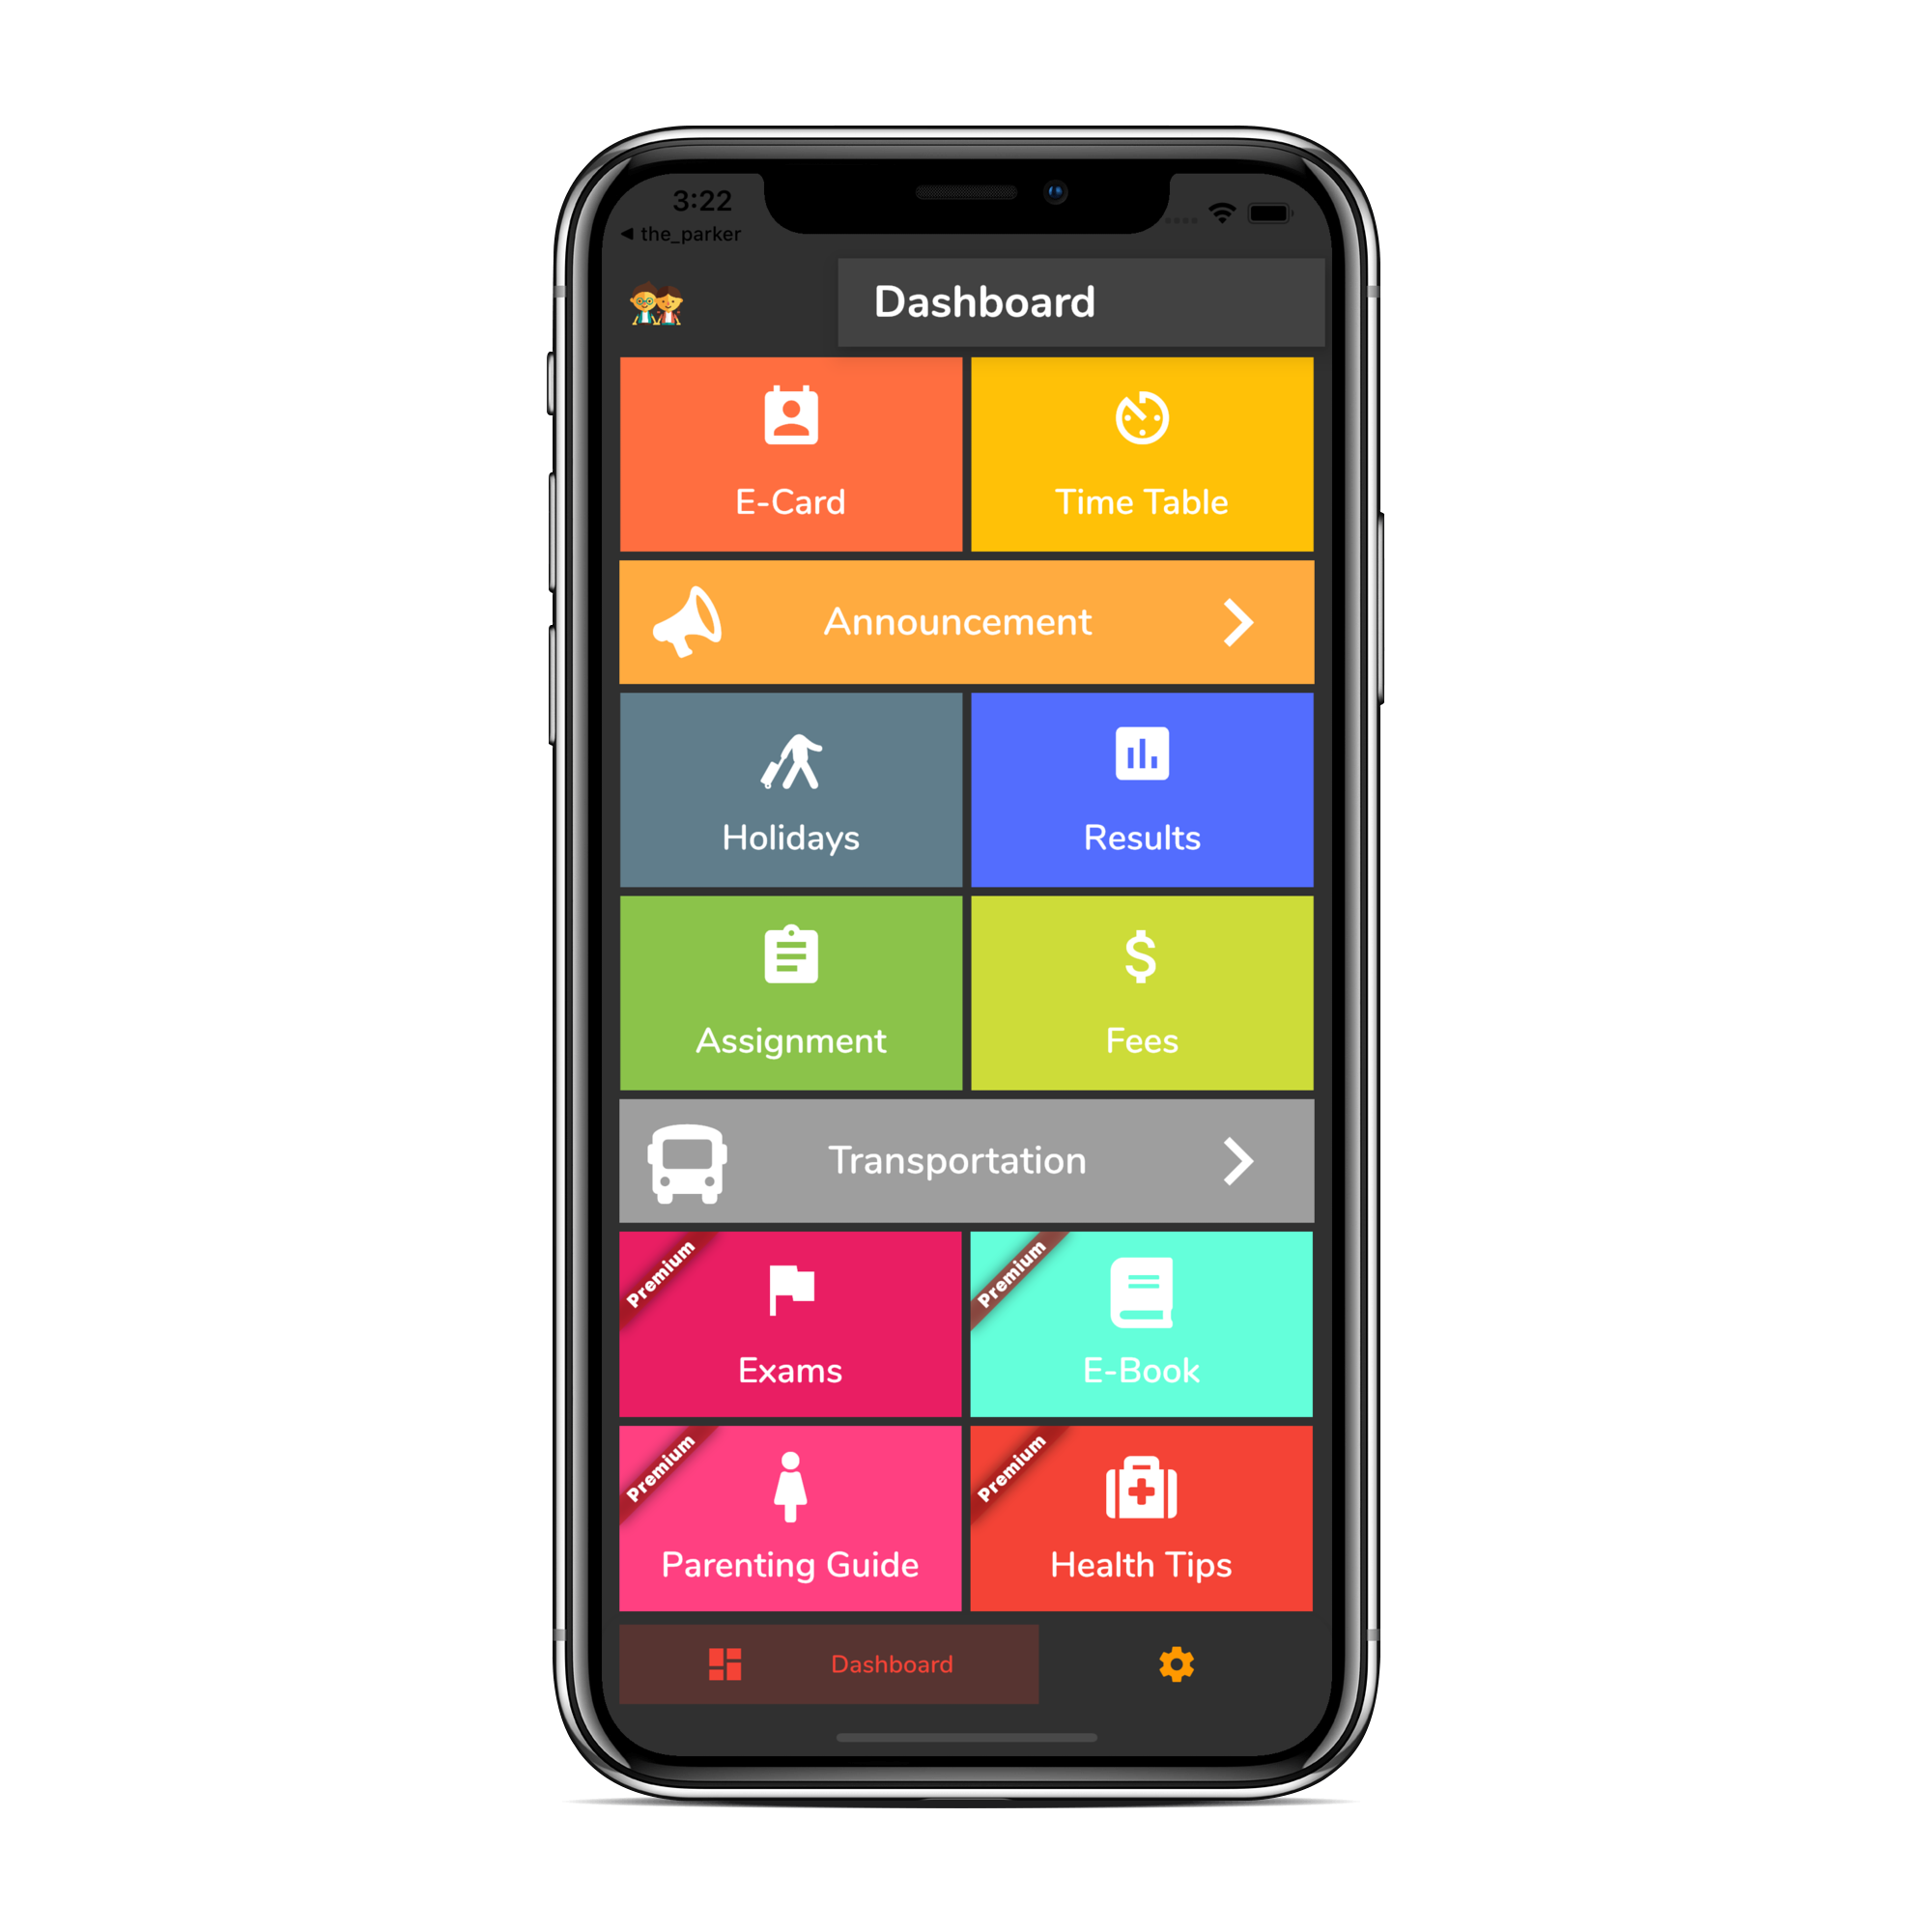 3:22
◀ the_parker
Dashboard
E-Card
Time Table
Announcement
Holidays
Results
Assignment
$
Fees
Transportation
Premium
Exams
Premium
E-Book
Premium
Parenting Guide
Premium
Health Tips
Dashboard